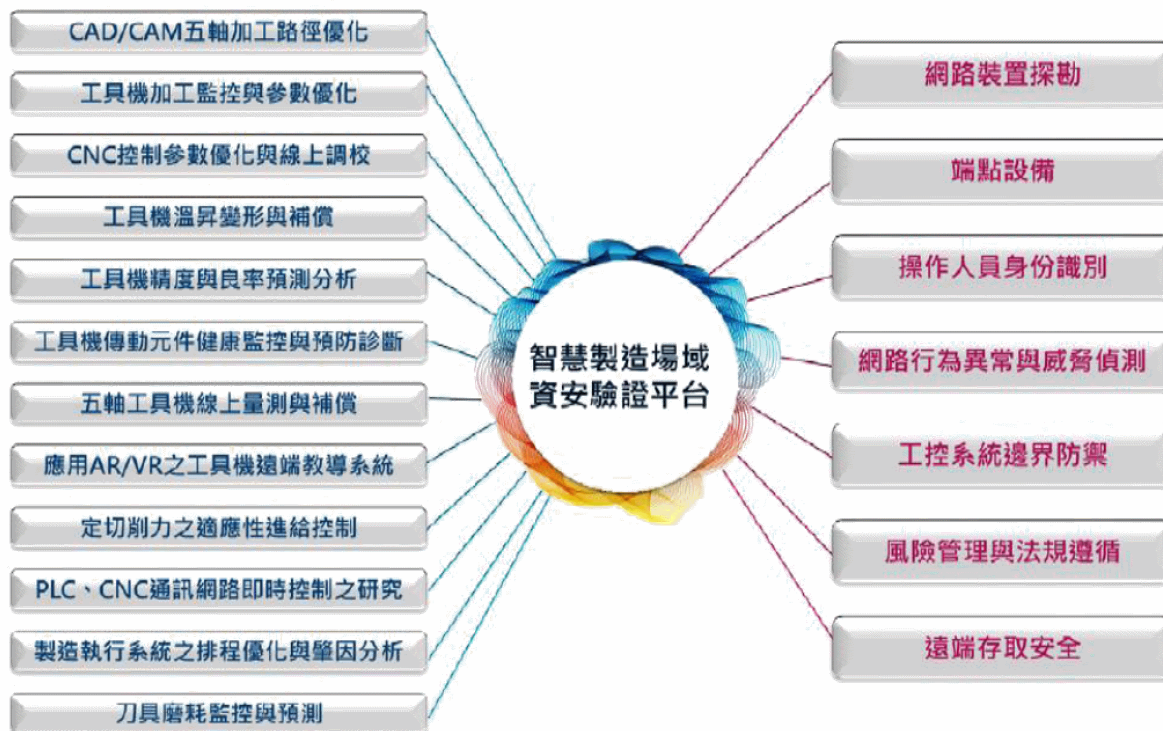 CAD/CAM五軸加工路徑優化
工具機加工監控與參數優化
CNC控制參數優化與線上調校
工具機溫昇變形與補償
工具機精度與良率預測分析
工具機傳動元件健康監控與預防診斷
五軸工具機線上量測與補償
應用AR/VR之工具機遠端教導系統
定切削力之適應性進給控制
PLC、CNC通訊網路即時控制之研究
製造執行系統之排程優化與肇因分析
刀具磨耗監控與預測
智慧製造場域
資安驗證平台
網路裝置探勘
端點設備
操作人員身份識別
網路行為異常與威脅偵測
工控系統邊界防禦
風險管理與法規遵循
遠端存取安全